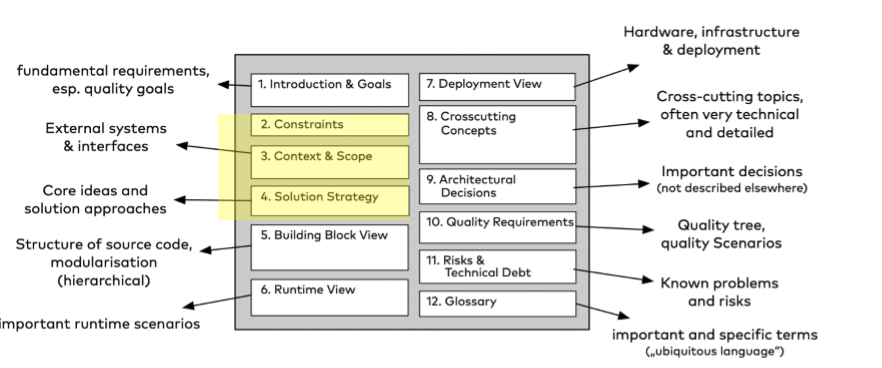 fundamental requirements,
esp. quality goals
External systems
& interfaces
Core ideas and
solution approaches
Structure of source code,
modularisation
(hierarchical)
important runtime scenarios
1. Introduction & Goals
2. Constraints
3. Context & Scope
4. Solution Strategy
5. Building Block View
6. Runtime View
7. Deployment View
8. Crosscutting
Concepts
9. Architectural
Decisions
10. Quality Requirements
11. Risks &
Technical Debt
12. Glossary
Hardware, infrastructure
& deployment
Cross-cutting topics,
often very technical
and detailed
Important decisions
(not described elsewhere)
Quality tree,
quality Scenarios
Known problems
and risks
important and specific terms
(„ubiquitous language”)